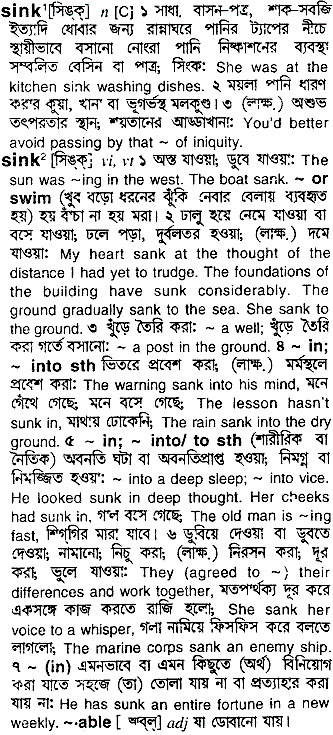 sink¹ [সিঙ্ক্] n [C] ১ সাধা. বাসন-পত্র, শাক-সবজি
ইত্যাদি ধোবার জন্য রান্নাঘরে পানির ট্যাপের নীচে
স্থায়ীভাবে বসানো নোংরা পানি নিষ্কাশনের ব্যবস্থা
সম্বলিত বেসিন বা পাত্র; সিংক: She was at the
kitchen sink washing dishes. ২ ময়লা পানি ধারণ
করার কুয়া, খান বা ভূগর্ভস্থ মলকুণ্ড। ৩ (লাক্ষ.) অশুভ
তৎপরতার স্থান; শয়তানের আড্ডাখানা: You'd better
avoid passing by that ~ of iniquity.
sink² [সিঙ্ক্] vi, vt ১ অস্ত যাওয়া; ডুবে যাওয়া: The
sun was ~ing in the west. The boat sank. ~ or
swim (খুব বড়ো ধরনের ঝুঁকি নেবার বেলায় ব্যবহৃত
হয়) হয় বাঁচা না হয় মরা। ২ ঢালু হয়ে নেমে যাওয়া বা
বসে যাওয়া; ঢলে পড়া, দুর্বলতর হওয়া; (লাক্ষ.) দমে
যাওয়া: My heart sank at the thought of the
distance I had yet to trudge. The foundations of
the building have sunk considerably. The
ground gradually sank to the sea. She sank to
the ground. ৩ খুঁড়ে তৈরি করা: ~ a well; খুঁড়ে তৈরি
করা গর্তে বসানো: ~ a post in the ground. ৪ ~ in;
~ into sth ভিতরে প্রবেশ করা, (লাক্ষ.) মর্মস্থলে
প্রবেশ করা: The warning sank into his mind, মনে
গেঁথে গেছে; মনে বসে গেছে; The lesson hasn't
sunk in, মাথায় ঢোকেনি; The rain sank into the dry
ground. ৫ ~ in; ~ into/ to sth (শারীরিক বা
নৈতিক) অবনতি ঘটা বা অবনতিপ্রাপ্ত হওয়া; নিমগ্ন বা
নিমজ্জিত হওয়া: ~ into a deep sleep; ~ into vice.
He looked sunk in deep thought. Her cheeks
had sunk in, গাল বসে গেছে; The old man is ~ing
fast, শিগগির মারা যাবে। ৬ ডুবিয়ে দেওয়া বা ডুবতে
দেওয়া; নামানো; নিচু করা; (লাক্ষ.) নিরসন করা; দূর
করা; ভুলে যাওয়া: They (agreed to ~) their
differences and work together, মতপার্থক্য দূর করে
একসঙ্গে কাজ করতে রাজি হলো; She sank her
voice to a whisper, গলা নামিয়ে ফিসফিস করে বলতে
লাগলো; The marine corps sank an enemy ship.
৭ ~ (in) এমনভাবে বা এমন কিছুতে (অর্থ) বিনিয়োগ
করা যাতে সহজে (তা) তোলা যায় না বা প্রত্যাহার করা
যায় না: He has sunk an entire fortune in a new
weekly. ~·able [ অব্‌ল্] adj যা ডোবানো যায়।